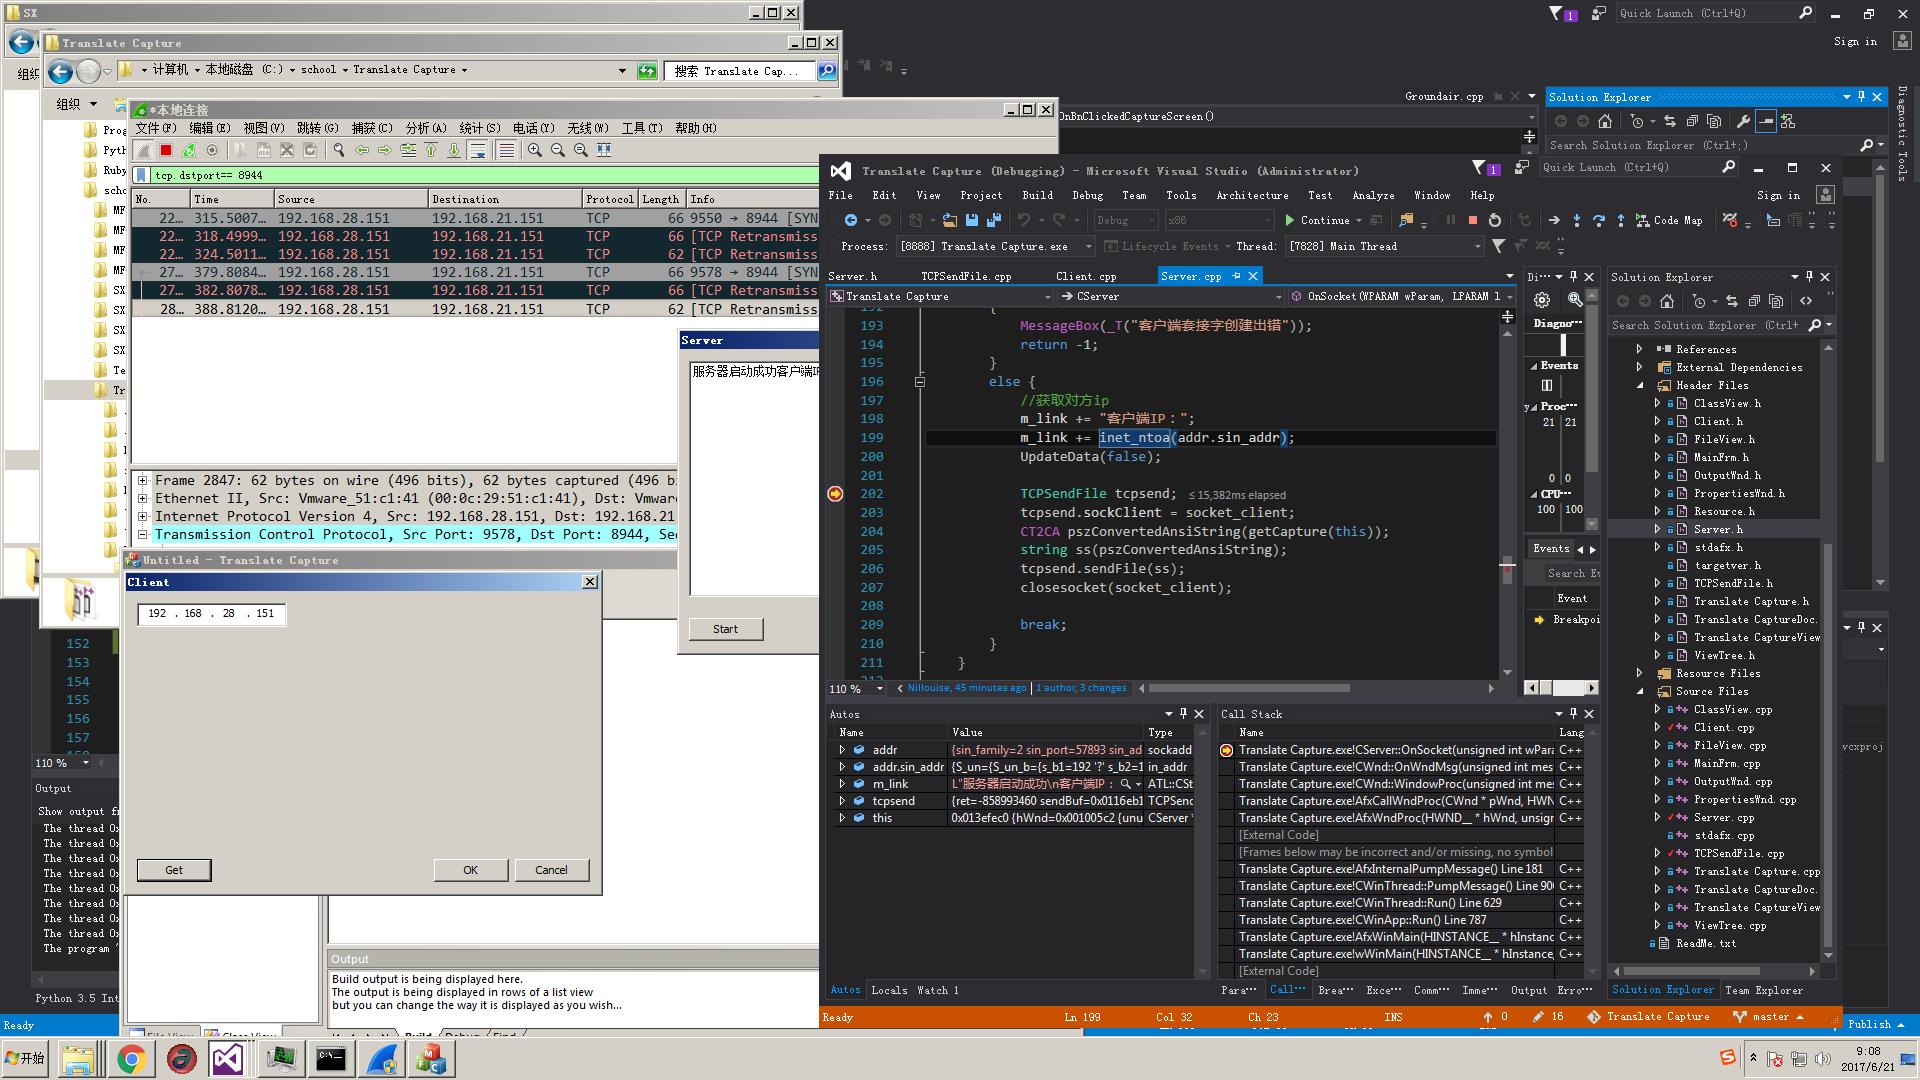 SX
Translate Capture
计算机 本地磁盘 (C:) school Translate Capture
搜索 Translate Cap...
组织
*本地连接
文件(F) 编辑(E) 视图(V) 跳转(G) 捕获(C) 分析(A) 统计(S) 电话(Y) 无线(W) 工具(T) 帮助(H)
tcp.dstport== 8944
No. Time Source Destination Protocol Length Info
22… 315.5007… 192.168.28.151 192.168.21.151 TCP 66 9550 → 8944 [SYN
22… 318.4999… 192.168.28.151 192.168.21.151 TCP 66 [TCP Retransmiss
22… 324.5011… 192.168.28.151 192.168.21.151 TCP 62 [TCP Retransmiss
27… 379.8084… 192.168.28.151 192.168.21.151 TCP 66 9578 → 8944 [SYN
27… 382.8078… 192.168.28.151 192.168.21.151 TCP 66 [TCP Retransmiss
28… 388.8120… 192.168.28.151 192.168.21.151 TCP 62 [TCP Retransmiss
Frame 2847: 62 bytes on wire (496 bits), 62 bytes captured (496 bits)
Ethernet II, Src: Vmware_51:c1:41 (00:0c:29:51:c1:41), Dst: Vmware
Internet Protocol Version 4, Src: 192.168.28.151, Dst: 192.168.21
Transmission Control Protocol, Src Port: 9578, Dst Port: 8944, Se
Server
服务器启动成功客户端IP
Start
Untitled - Translate Capture
Client
192 . 168 . 28 . 151
Get OK Cancel
152
153
154
155
156
157
110 %
Output
Show output f
The thread 0x
The thread 0x
The thread 0x
The thread 0x
The thread 0x
The thread 0x
The thread 0x
The thread 0x
The program '
Python 3.5 Int
Ready
Output
Build output is being displayed here.
The output is being displayed in rows of a list view
but you can change the way it is displayed as you wish...
Quick Launch (Ctrl+Q)
Sign in
Groundair.cpp
OnBnClickedCaptureScreen()
Solution Explorer
Search Solution Explorer (Ctrl+;)
Diagnostic Tools
Translate Capture (Debugging) - Microsoft Visual Studio (Administrator)
1 Quick Launch (Ctrl+Q)
File Edit View Project Build Debug Team Tools Architecture Test Analyze Window Help
Sign in
Debug x86 Continue Code Map
Process: [8888] Translate Capture.exe Lifecycle Events Thread: [7828] Main Thread
Server.h TCPSendFile.cpp Client.cpp Server.cpp
Translate Capture CServer OnSocket(WPARAM wParam, LPARAM l
192 {
193 MessageBox(_T("客户端套接字创建出错"));
194 return -1;
195 }
196 else {
197 //获取对方ip
198 m_link += "客户端IP：";
199 m_link += inet_ntoa(addr.sin_addr);
200 UpdateData(false);
201
202 TCPSendFile tcpsend; ≤ 15,382ms elapsed
203 tcpsend.sockClient = socket_client;
204 CT2CA pszConvertedAnsiString(getCapture(this));
205 string ss(pszConvertedAnsiString);
206 tcpsend.sendFile(ss);
207 closesocket(socket_client);
208
209 break;
210 }
211 }
110 % Nillouise, 45 minutes ago | 1 author, 3 changes
Autos
Name Value Type
addr {sin_family=2 sin_port=57893 sin_ad sockadd
addr.sin_addr {S_un={S_un_b={s_b1=192 '?' s_b2=1 in_addr
m_link L"服务器启动成功\n客户端IP： ATL::CSt
tcpsend {ret=-858993460 sendBuf=0x0116eb1 TCPSenc
this 0x013efec0 {hWnd=0x001005c2 {unu CServer *
Autos Locals Watch 1
Call Stack
Name Lang
Translate Capture.exe!CServer::OnSocket(unsigned int wPara C++
Translate Capture.exe!CWnd::OnWndMsg(unsigned int mes C++
Translate Capture.exe!CWnd::WindowProc(unsigned int mes C++
Translate Capture.exe!AfxCallWndProc(CWnd * pWnd, HWN C++
Translate Capture.exe!AfxWndProc(HWND__ * hWnd, unsign C++
[External Code]
[Frames below may be incorrect and/or missing, no symbol
Translate Capture.exe!AfxInternalPumpMessage() Line 181 C++
Translate Capture.exe!CWinThread::PumpMessage() Line 900 C++
Translate Capture.exe!CWinThread::Run() Line 629 C++
Translate Capture.exe!CWinApp::Run() Line 787 C++
Translate Capture.exe!AfxWinMain(HINSTANCE__ * hInstanc C++
Translate Capture.exe!wWinMain(HINSTANCE__ * hInstance, C++
[External Code]
Para… Call… Brea… Exce… Comm… Imme… Output Erro…
Diagno…
Events
Proc…
21 21
0 0
CPU…
100 100
Events
Search Ev
Event
Breakpoi
Solution Explorer
Search Solution Explorer (Ctrl+
References
External Dependencies
Header Files
ClassView.h
Client.h
FileView.h
MainFrm.h
OutputWnd.h
PropertiesWnd.h
Resource.h
Server.h
stdafx.h
targetver.h
TCPSendFile.h
Translate Capture.h
Translate CaptureDoc.
Translate CaptureView
ViewTree.h
Resource Files
Source Files
ClassView.cpp
Client.cpp
FileView.cpp
MainFrm.cpp
OutputWnd.cpp
PropertiesWnd.cpp
Server.cpp
stdafx.cpp
TCPSendFile.cpp
Translate Capture.cpp
Translate CaptureDoc.
Translate CaptureView
ViewTree.cpp
ReadMe.txt
Solution Explorer Team Explorer
Ready Ln 199 Col 32 Ch 23 INS 0 16 Translate Capture master
Publish
vcxproj
开始
9:08
2017/6/21